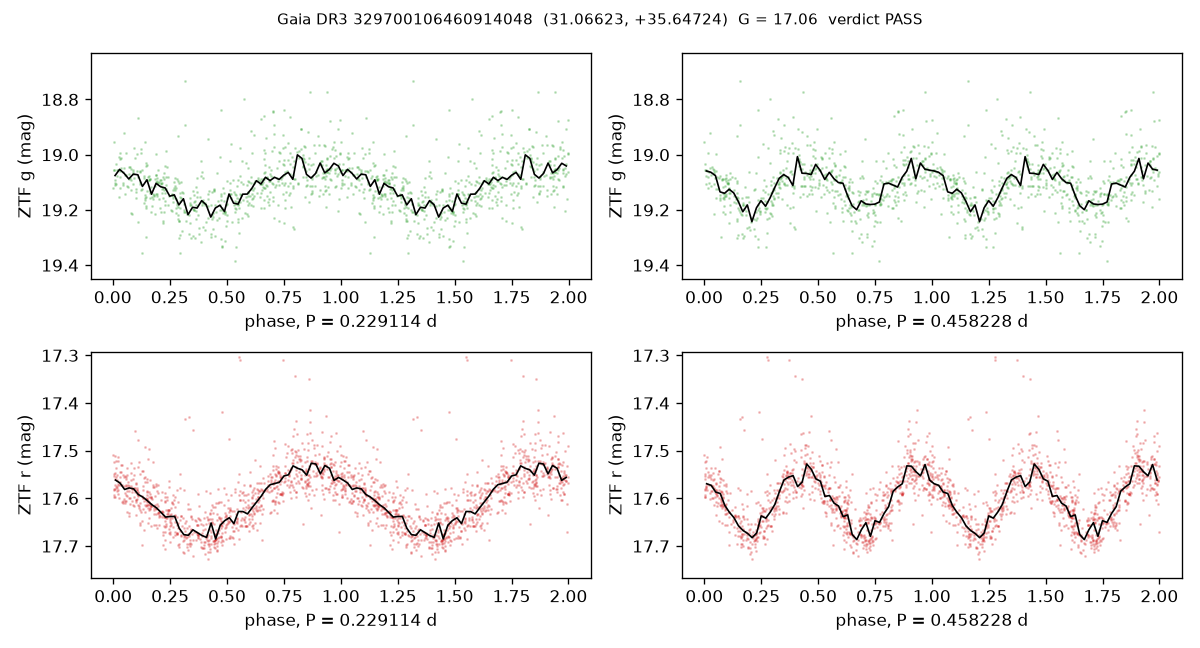 Gaia DR3 329700106460914048 (31.06623, +35.64724) G = 17.06 verdict PASS
ZTF g (mag)
18.8
19.0
19.2
19.4
0.00 0.25 0.50 0.75 1.00 1.25 1.50 1.75 2.00
phase, P = 0.229114 d
ZTF g (mag)
18.8
19.0
19.2
19.4
0.00 0.25 0.50 0.75 1.00 1.25 1.50 1.75 2.00
phase, P = 0.458228 d
ZTF r (mag)
17.3
17.4
17.5
17.6
17.7
0.00 0.25 0.50 0.75 1.00 1.25 1.50 1.75 2.00
phase, P = 0.229114 d
ZTF r (mag)
17.3
17.4
17.5
17.6
17.7
0.00 0.25 0.50 0.75 1.00 1.25 1.50 1.75 2.00
phase, P = 0.458228 d